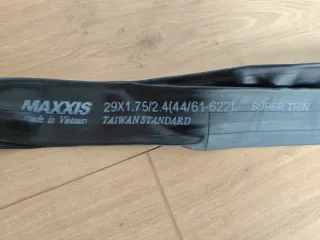 MAXXIS 29X1.75/2.4(44/61-622) SUPER THIN
made in Vietnam TAIWAN STANDARD